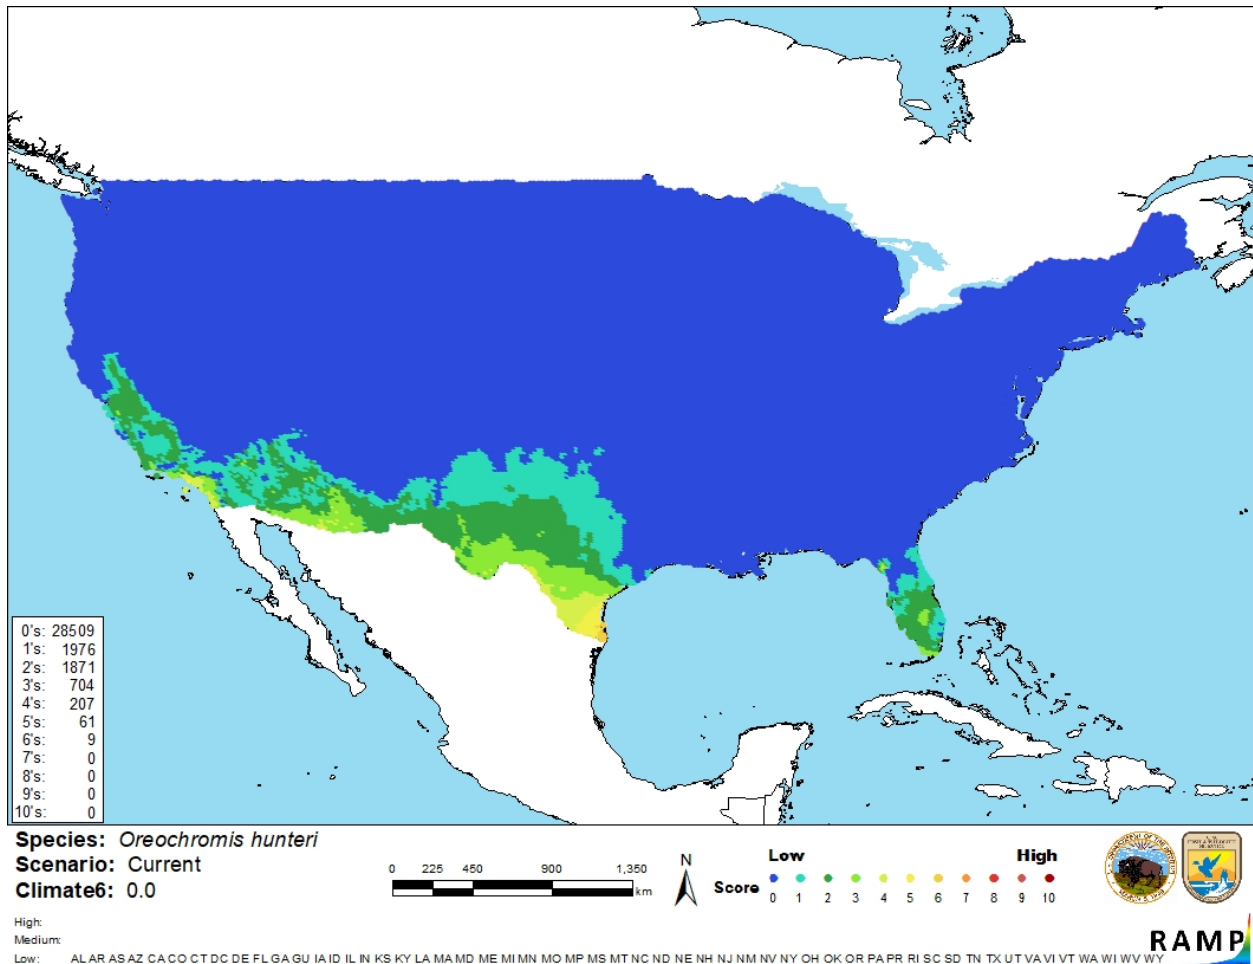 0's: 28509
1's: 1976
2's: 1871
3's: 704
4's: 207
5's: 61
6's: 9
7's: 0
8's: 0
9's: 0
10's: 0
Species: Oreochromis hunteri
Scenario: Current
Climate6: 0.0
0 225 450 900 1,350
km
N
Low High
Score 0 1 2 3 4 5 6 7 8 9 10
High:
Medium:
Low: AL AR AS AZ CA CO CT DC DE FL GA GU IA ID IL IN KS KY LA MA MD ME MI MN MO MP MS MT NC ND NE NH NJ NM NV NY OH OK OR PA PR RI SC SD TN TX UT VA VI VT WA WI WV WY
RAMP